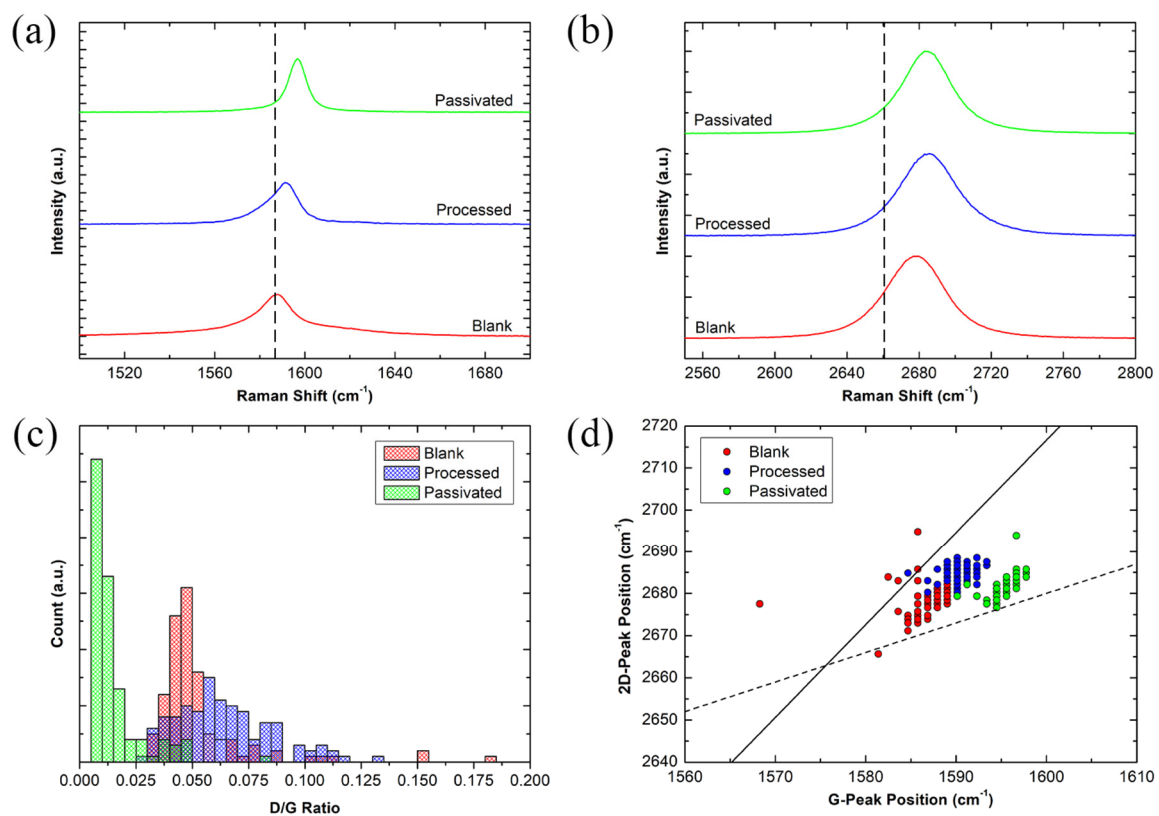 (a)
Passivated
Processed
Blank
Intensity (a.u.)
1520 1560 1600 1640 1680
Raman Shift (cm⁻¹)
(b)
Passivated
Processed
Blank
Intensity (a.u.)
2560 2600 2640 2680 2720 2760 2800
Raman Shift (cm⁻¹)
(c)
Blank
Processed
Passivated
Count (a.u.)
0.000 0.025 0.050 0.075 0.100 0.125 0.150 0.175 0.200
D/G Ratio
(d)
Blank
Processed
Passivated
2D-Peak Position (cm⁻¹)
2720
2710
2700
2690
2680
2670
2660
2650
2640
1560 1570 1580 1590 1600 1610
G-Peak Position (cm⁻¹)